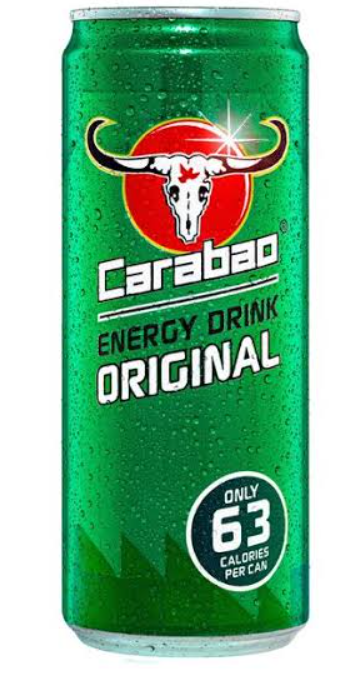 Carabao®
ENERGY DRINK
ORIGINAL
ONLY
63
CALORIES
PER CAN